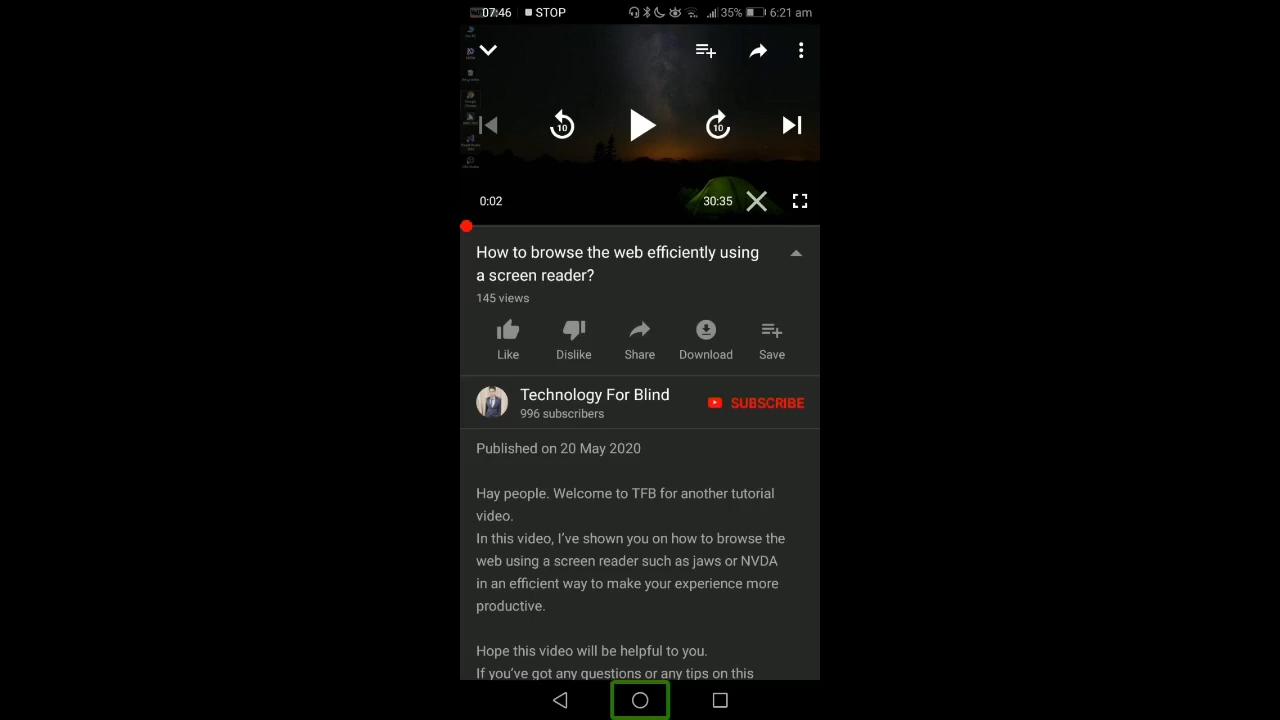 07:46 STOP 35% 6:21 am
10 10
0:02 30:35
How to browse the web efficiently using
a screen reader?
145 views
Like Dislike Share Download Save
Technology For Blind
996 subscribers
SUBSCRIBE
Published on 20 May 2020
Hay people. Welcome to TFB for another tutorial
video.
In this video, I've shown you on how to browse the
web using a screen reader such as jaws or NVDA
in an efficient way to make your experience more
productive.
Hope this video will be helpful to you.
If you've got any questions or any tips on this